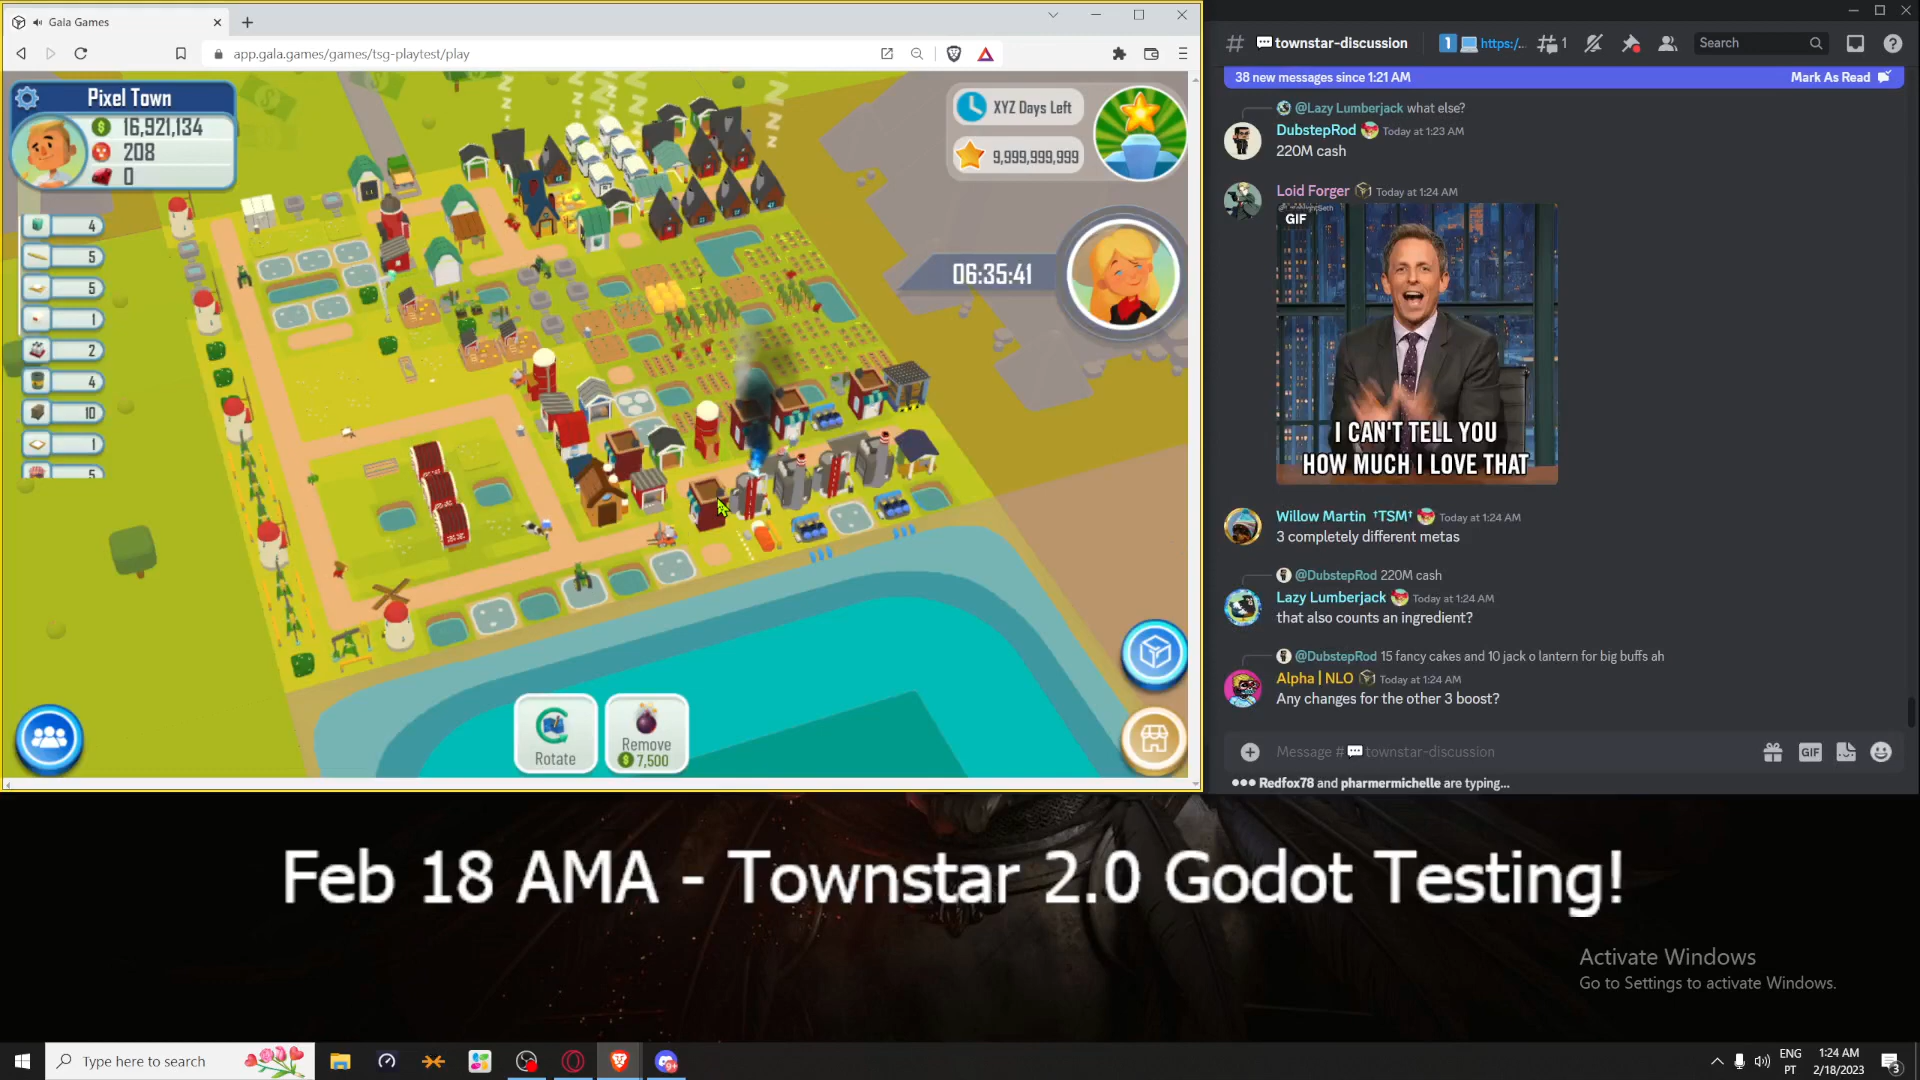 Gala Games
app.gala.games/games/tsg-playtest/play
Pixel Town
16,921,134
208
0
4
5
5
1
2
4
10
1
5
XYZ Days Left
9,999,999,999
06:35:41
Rotate
Remove
7,500
townstar-discussion
1
https:/...
1
Search
38 new messages since 1:21 AM
Mark As Read
@Lazy Lumberjack what else?
DubstepRod Today at 1:23 AM
220M cash
Loid Forger Today at 1:24 AM
GIF
I CAN'T TELL YOU
HOW MUCH I LOVE THAT
Willow Martin †TSM† Today at 1:24 AM
3 completely different metas
@DubstepRod 220M cash
Lazy Lumberjack Today at 1:24 AM
that also counts an ingredient?
@DubstepRod 15 fancy cakes and 10 jack o lantern for big buffs ah
Alpha | NLO Today at 1:24 AM
Any changes for the other 3 boost?
Message # townstar-discussion
GIF
Redfox78 and pharmermichelle are typing...
Feb 18 AMA - Townstar 2.0 Godot Testing!
Activate Windows
Go to Settings to activate Windows.
Type here to search
9+
ENG
PT
1:24 AM
2/18/2023
3